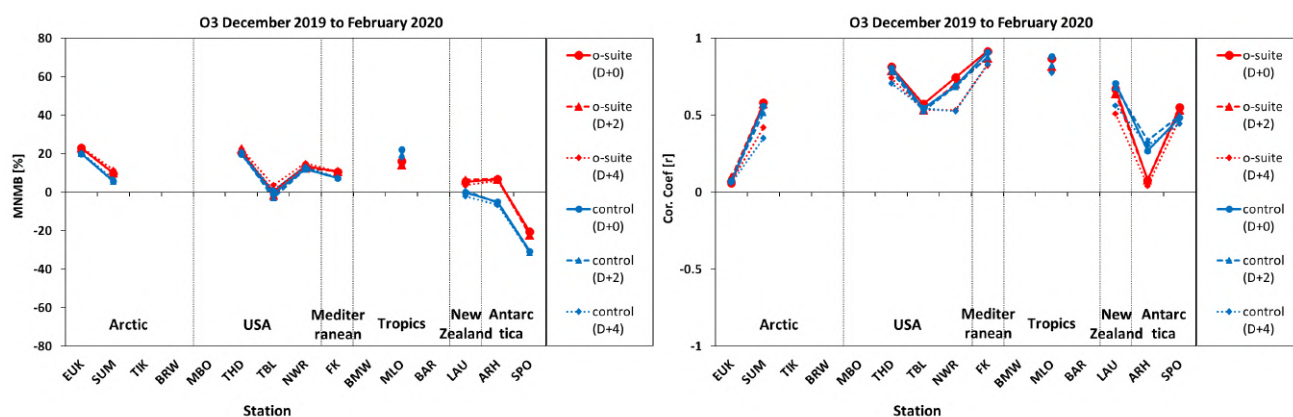 O3 December 2019 to February 2020
MNMB [%]
80
60
40
20
0
-20
-40
-60
-80
Arctic
USA
Mediter
ranean
Tropics
New
Zealand
Antarc
tica
EUK
SUM
TIK
BRW
MBO
THD
TBL
NWR
FK
BMW
MLO
BAR
LAU
ARH
SPO
Station
o-suite
(D+0)
o-suite
(D+2)
o-suite
(D+4)
control
(D+0)
control
(D+2)
control
(D+4)
O3 December 2019 to February 2020
Cor. Coef [r]
1
0.5
0
-0.5
-1
Arctic
USA
Mediter
ranean
Tropics
New
Zealand
Antarc
tica
EUK
SUM
TIK
BRW
MBO
THD
TBL
NWR
FK
BMW
MLO
BAR
LAU
ARH
SPO
Station
o-suite
(D+0)
o-suite
(D+2)
o-suite
(D+4)
control
(D+0)
control
(D+2)
control
(D+4)